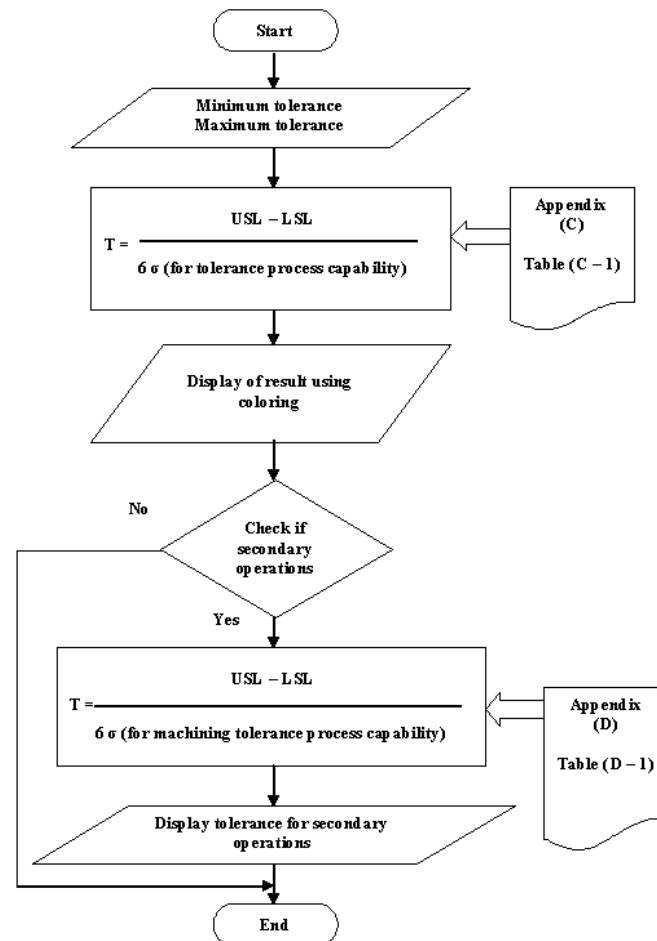 Start
Minimum tolerance
Maximum tolerance
USL – LSL
T =
6 σ (for tolerance process capability)
Appendix
(C)
Table (C – 1)
Display of result using
coloring
No
Check if
secondary
operations
Yes
USL – LSL
T =
6 σ (for machining tolerance process capability)
Appendix
(D)
Table (D – 1)
Display tolerance for secondary
operations
End